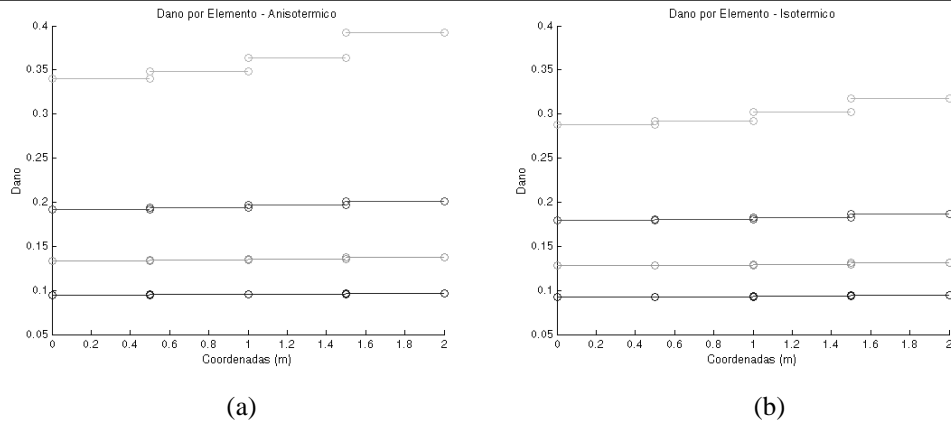 Dano por Elemento - Anisotermico
0.4
0.35
0.3
0.25
0.2
0.15
0.1
0.05
Dano
0 0.2 0.4 0.6 0.8 1 1.2 1.4 1.6 1.8 2
Coordenadas (m)
(a)
Dano por Elemento - Isotermico
0.4
0.35
0.3
0.25
0.2
0.15
0.1
0.05
Dano
0 0.2 0.4 0.6 0.8 1 1.2 1.4 1.6 1.8 2
Coordenadas (m)
(b)